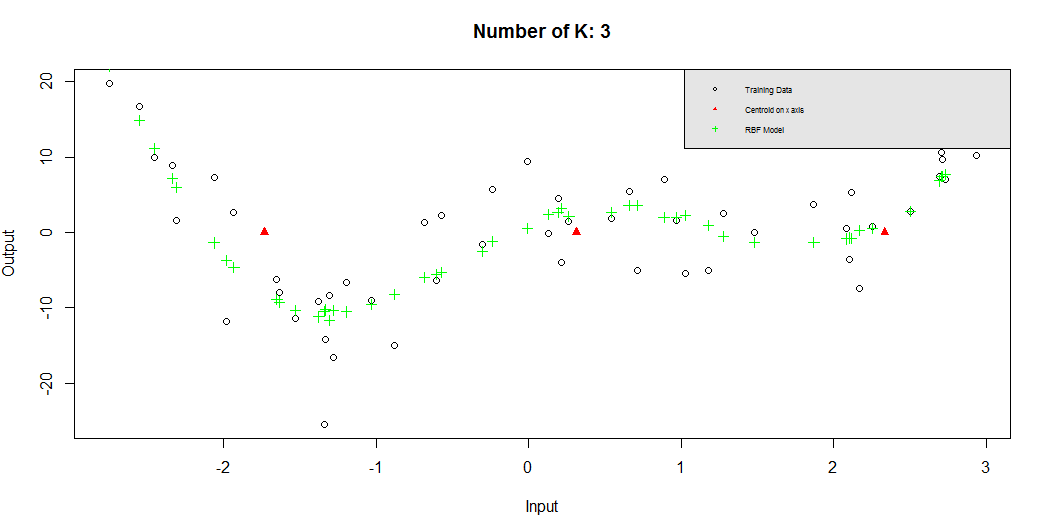 Number of K: 3
Training Data
Centroid on x axis
RBF Model
20
10
0
-10
-20
Output
-2
-1
0
1
2
3
Input